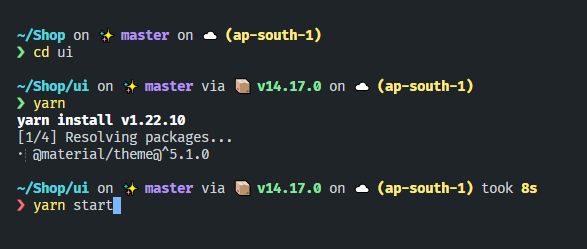 ~/Shop on ✨ master on ☁️ (ap-south-1)
❯ cd ui
~/Shop/ui on ✨ master via 📦 v14.17.0 on ☁️ (ap-south-1)
❯ yarn
yarn install v1.22.10
[1/4] Resolving packages...
⠂ @material/theme@^5.1.0
~/Shop/ui on ✨ master via 📦 v14.17.0 on ☁️ (ap-south-1) took 8s
❯ yarn start